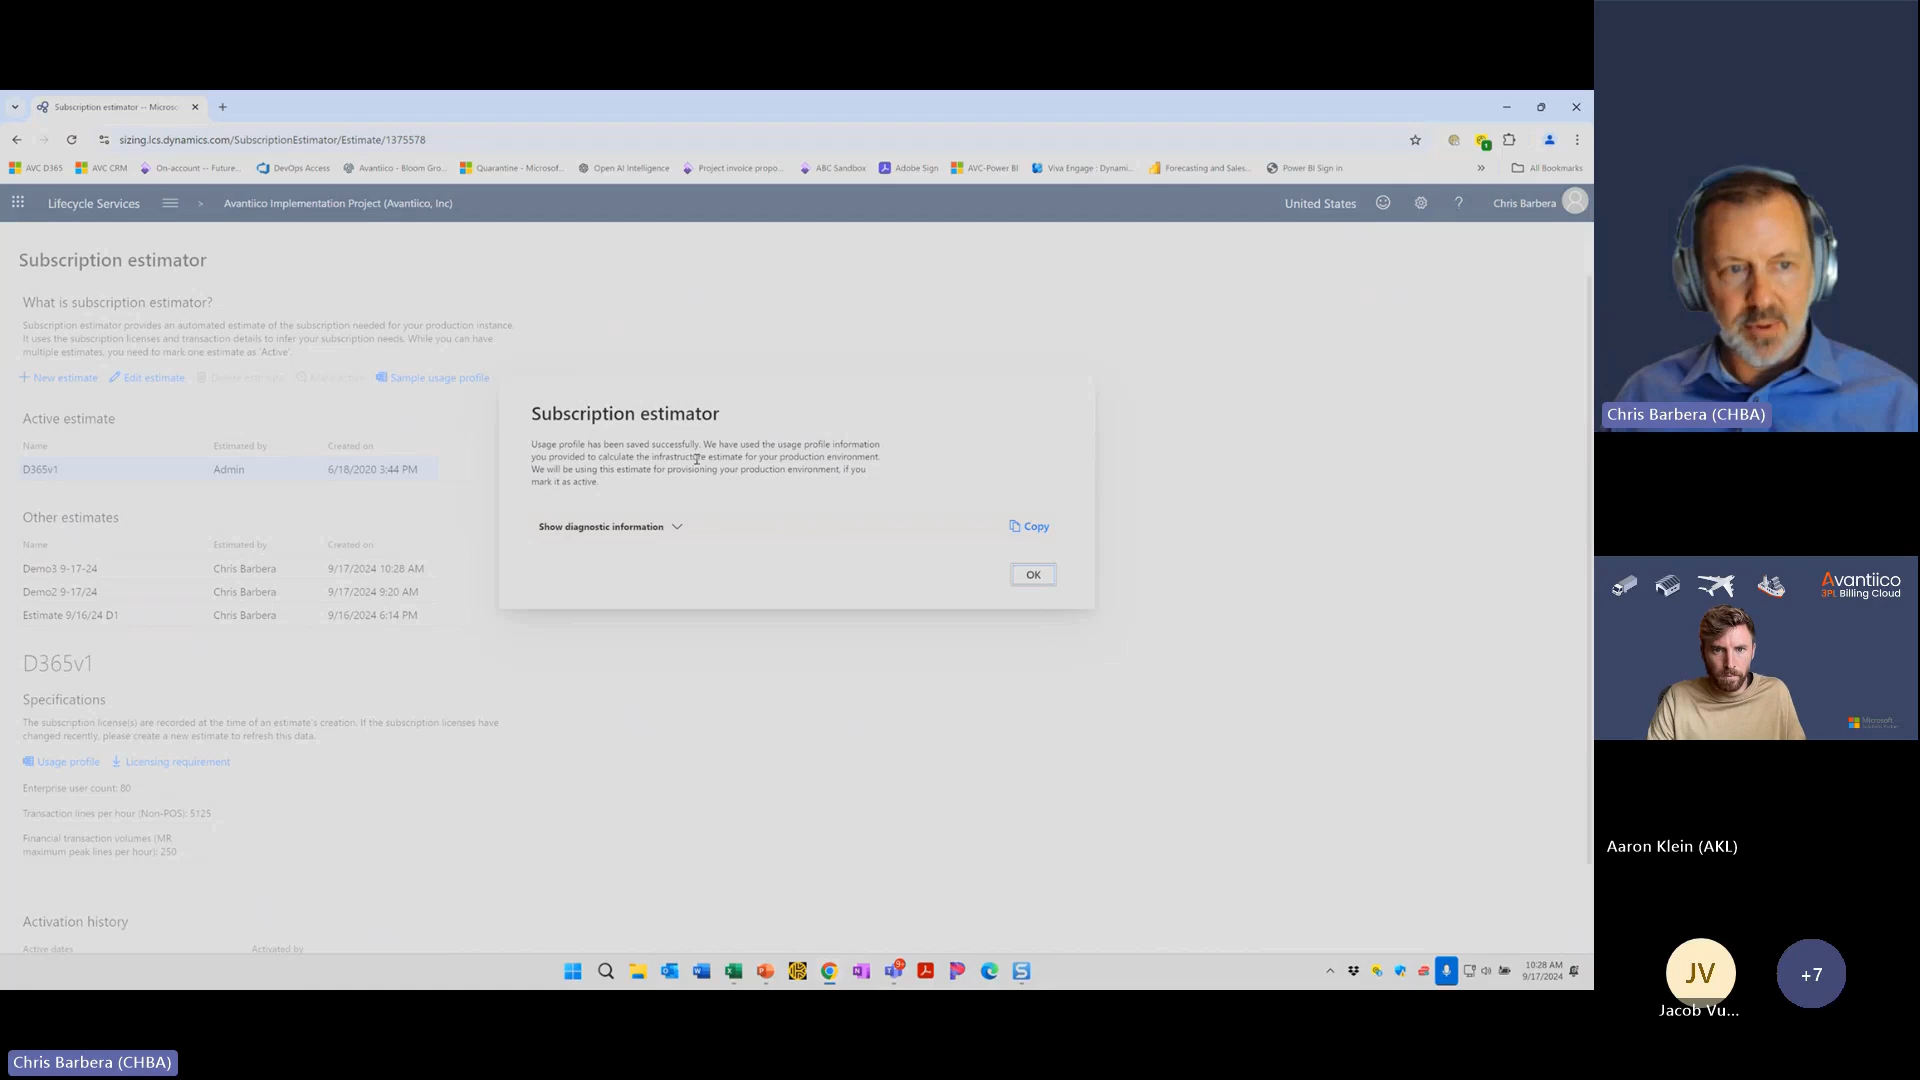 Subscription estimator -- Micros
sizing.lcs.dynamics.com/SubscriptionEstimator/Estimate/1375578
AVC D365
AVC CRM
On-account -- Future...
DevOps Access
Avantiico - Bloom Gro...
Quarantine - Microsof...
Open AI Intelligence
Project invoice propo...
ABC Sandbox
Adobe Sign
AVC-Power BI
Viva Engage : Dynami...
Forecasting and Sales...
Power BI Sign in
All Bookmarks
Lifecycle Services
>
Avantiico Implementation Project (Avantiico, Inc)
United States
Chris Barbera
Subscription estimator
What is subscription estimator?
Subscription estimator provides an automated estimate of the subscription needed for your production instance.
It uses the subscription licenses and transaction details to infer your subscription needs. While you can have
multiple estimates, you need to mark one estimate as 'Active'.
New estimate
Edit estimate
Delete estimate
Mark active
Sample usage profile
Active estimate
Name Estimated by Created on
D365v1 Admin 6/18/2020 3:44 PM
Other estimates
Name Estimated by Created on
Demo3 9-17-24 Chris Barbera 9/17/2024 10:28 AM
Demo2 9-17/24 Chris Barbera 9/17/2024 9:20 AM
Estimate 9/16/24 D1 Chris Barbera 9/16/2024 6:14 PM
D365v1
Specifications
The subscription license(s) are recorded at the time of an estimate's creation. If the subscription licenses have
changed recently, please create a new estimate to refresh this data.
Usage profile
Licensing requirement
Enterprise user count: 80
Transaction lines per hour (Non-POS): 5125
Financial transaction volumes (MR
maximum peak lines per hour): 250
Activation history
Active dates Activated by
Subscription estimator
Usage profile has been saved successfully. We have used the usage profile information
you provided to calculate the infrastructure estimate for your production environment.
We will be using this estimate for provisioning your production environment, if you
mark it as active.
Show diagnostic information
Copy
OK
9+
10:28 AM
9/17/2024
Chris Barbera (CHBA)
Avantiico
3PL Billing Cloud
Microsoft
Aaron Klein (AKL)
JV
Jacob Vu...
+7
Chris Barbera (CHBA)